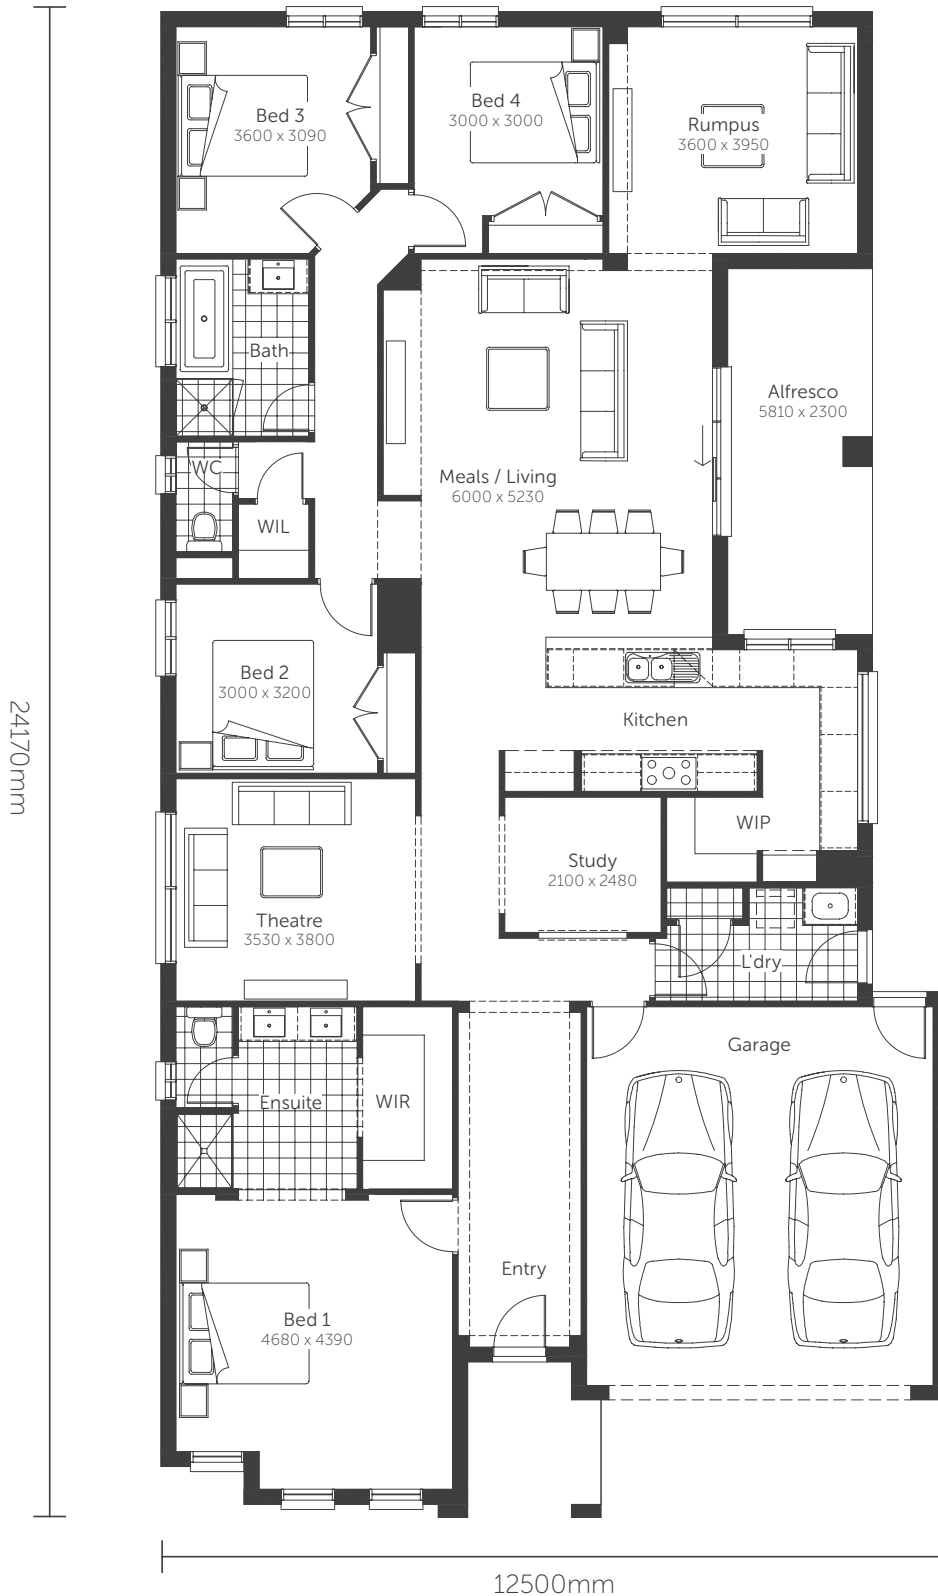 Bed 3
3600 x 3090
Bed 4
3000 x 3000
Rumpus
3600 x 3950
Bath
Alfresco
5810 x 2300
WC
Meals / Living
6000 x 5230
WIL
Bed 2
3000 x 3200
Kitchen
24170mm
WIP
Study
2100 x 2480
Theatre
3530 x 3800
L'dry
Garage
Ensuite
WIR
Entry
Bed 1
4680 x 4390
12500mm